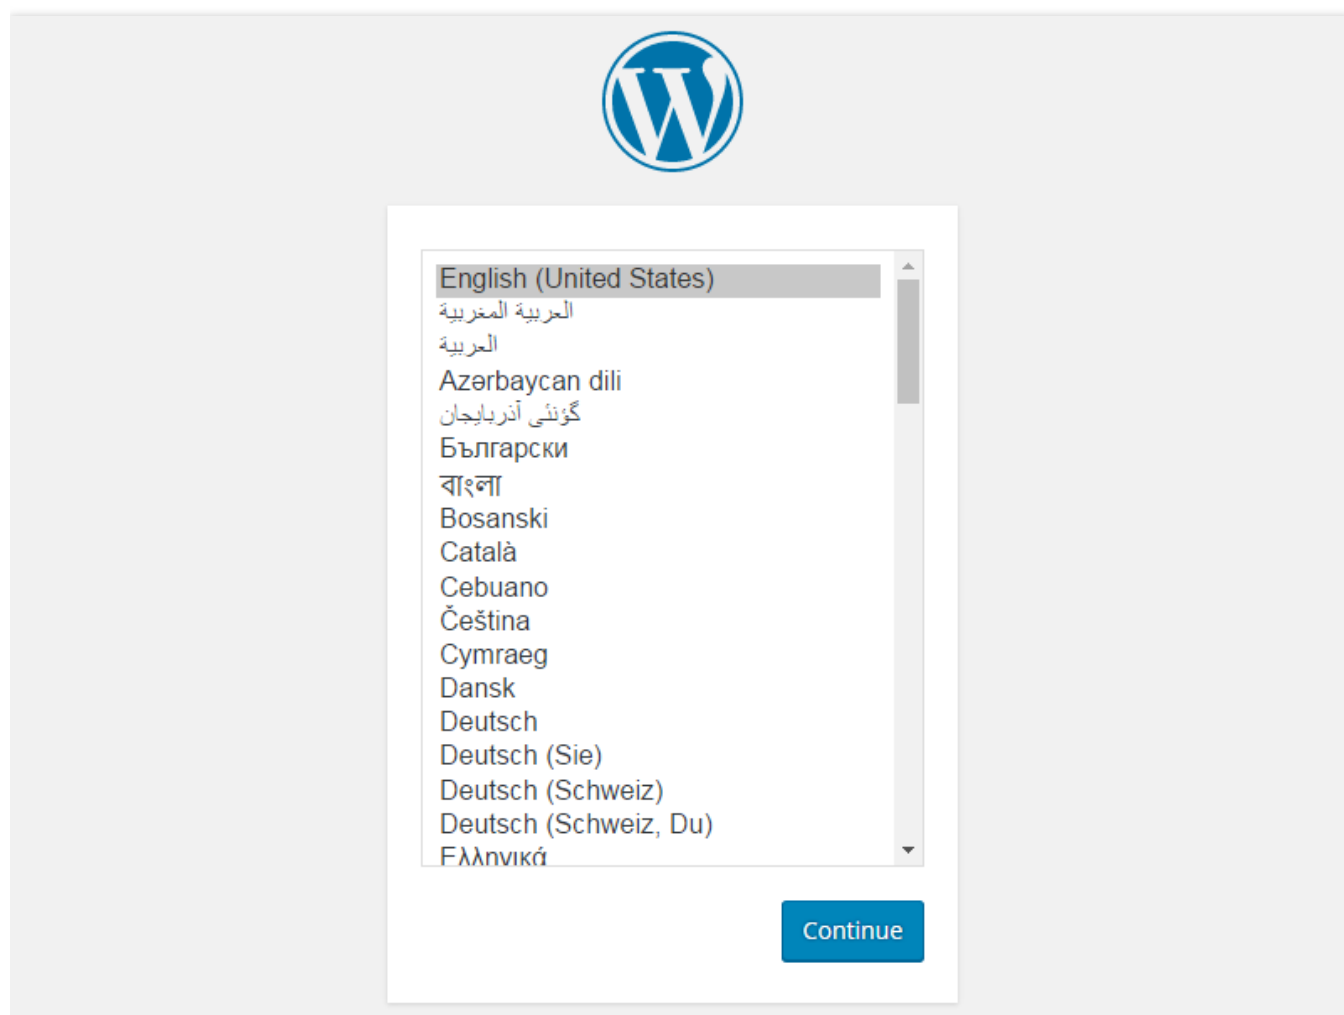 English (United States)
العربية المغربية
العربية
Azərbaycan dili
گؤنئی آذربایجان
Български
বাংলা
Bosanski
Català
Cebuano
Čeština
Cymraeg
Dansk
Deutsch
Deutsch (Sie)
Deutsch (Schweiz)
Deutsch (Schweiz, Du)
Ελληνικά
Continue